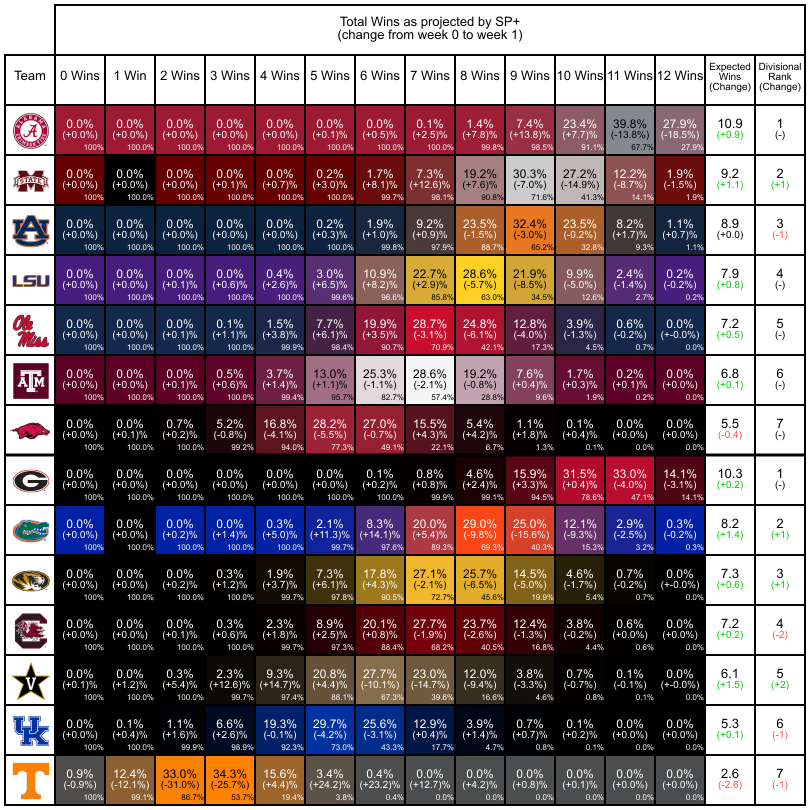 Total Wins as projected by SP+
(change from week 0 to week 1)
Team 0 Wins 1 Win 2 Wins 3 Wins 4 Wins 5 Wins 6 Wins 7 Wins 8 Wins 9 Wins 10 Wins 11 Wins 12 Wins Expected Wins (Change) Divisional Rank (Change)
ALABAMA A 0.0% 0.0% 0.0% 0.0% 0.0% 0.0% 0.0% 0.1% 1.4% 7.4% 23.4% 39.8% 27.9% 10.9 1
(+0.0%) (+0.0%) (+0.0%) (+0.0%) (+0.0%) (+0.1)% (+0.5)% (+2.5)% (+7.8)% (+13.8)% (+7.7)% (-13.8)% (-18.5)% (+0.9) (-)
100% 100.0% 100.0% 100.0% 100.0% 100.0% 100.0% 100.0% 99.8% 98.5% 91.1% 67.7% 27.9%
M STATE 0.0% 0.0% 0.0% 0.0% 0.0% 0.2% 1.7% 7.3% 19.2% 30.3% 27.2% 12.2% 1.9% 9.2 2
(+0.0%) (+0.0)% (+0.0)% (+0.1)% (+0.7)% (+3.0)% (+8.1)% (+12.6)% (+7.6)% (-7.0)% (-14.9)% (-8.7)% (-1.5)% (+1.1) (+1)
100% 100.0% 100.0% 100.0% 100.0% 100.0% 99.7% 98.1% 90.8% 71.6% 41.3% 14.1% 1.9%
AU 0.0% 0.0% 0.0% 0.0% 0.0% 0.2% 1.9% 9.2% 23.5% 32.4% 23.5% 8.2% 1.1% 8.9 3
(+0.0%) (+0.0)% (+0.0)% (+0.0)% (+0.0)% (+0.3)% (+1.0)% (+0.9)% (-1.5)% (-3.0)% (-0.2)% (+1.7)% (+0.7)% (+0.0) (-1)
100% 100.0% 100.0% 100.0% 100.0% 100.0% 99.8% 97.9% 88.7% 65.2% 32.8% 9.3% 1.1%
LSU 0.0% 0.0% 0.0% 0.0% 0.4% 3.0% 10.9% 22.7% 28.6% 21.9% 9.9% 2.4% 0.2% 7.9 4
(+0.0%) (+0.0)% (+0.1)% (+0.6)% (+2.6)% (+6.5)% (+8.2)% (+2.9)% (-5.7)% (-8.5)% (-5.0)% (-1.4)% (-0.2)% (+0.8) (-)
100% 100.0% 100.0% 100.0% 100.0% 99.6% 96.6% 85.8% 63.0% 34.5% 12.6% 2.7% 0.2%
Ole Miss 0.0% 0.0% 0.0% 0.1% 1.5% 7.7% 19.9% 28.7% 24.8% 12.8% 3.9% 0.6% 0.0% 7.2 5
(+0.0%) (+0.0)% (+0.1)% (+1.1)% (+3.8)% (+6.1)% (+3.5)% (-3.1)% (-6.1)% (-4.0)% (-1.3)% (-0.2)% (-0.0)% (+0.5) (-)
100% 100.0% 100.0% 100.0% 99.9% 98.4% 90.7% 70.9% 42.1% 17.3% 4.5% 0.7% 0.0%
ATM 0.0% 0.0% 0.0% 0.5% 3.7% 13.0% 25.3% 28.6% 19.2% 7.6% 1.7% 0.2% 0.0% 6.8 6
(+0.0%) (+0.0)% (+0.1)% (+0.6)% (+1.4)% (+1.1)% (-1.1)% (-2.1)% (-0.8)% (+0.4)% (+0.3)% (+0.1)% (+0.0)% (+0.1) (-)
100% 100.0% 100.0% 100.0% 99.4% 95.7% 82.7% 57.4% 28.8% 9.6% 1.9% 0.2% 0.0%
0.0% 0.0% 0.7% 5.2% 16.8% 28.2% 27.0% 15.5% 5.4% 1.1% 0.1% 0.0% 0.0% 5.5 7
(+0.0%) (+0.1)% (+0.2)% (-0.8)% (-4.1)% (-5.5)% (-0.7)% (+4.3)% (+4.2)% (+1.8)% (+0.4)% (+0.0)% (+0.0)% (-0.4) (-)
100% 100.0% 100.0% 99.2% 94.0% 77.3% 49.1% 22.1% 6.7% 1.3% 0.1% 0.0% 0.0%
G 0.0% 0.0% 0.0% 0.0% 0.0% 0.0% 0.1% 0.8% 4.6% 15.9% 31.5% 33.0% 14.1% 10.3 1
(+0.0%) (+0.0)% (+0.0)% (+0.0)% (+0.0)% (+0.0)% (+0.2)% (+0.8)% (+2.4)% (+3.3)% (+0.4)% (-4.0)% (-3.1)% (+0.2) (-)
100% 100.0% 100.0% 100.0% 100.0% 100.0% 100.0% 99.9% 99.1% 94.5% 78.6% 47.1% 14.1%
0.0% 0.0% 0.0% 0.0% 0.3% 2.1% 8.3% 20.0% 29.0% 25.0% 12.1% 2.9% 0.3% 8.2 2
(+0.0%) (+0.0)% (+0.2)% (+1.4)% (+5.0)% (+11.3)% (+14.1)% (+5.4)% (-9.8)% (-15.6)% (-9.3)% (-2.5)% (-0.2)% (+1.4) (+1)
100% 100.0% 100.0% 100.0% 100.0% 99.7% 97.6% 89.3% 69.3% 40.3% 15.3% 3.2% 0.3%
0.0% 0.0% 0.0% 0.3% 1.9% 7.3% 17.8% 27.1% 25.7% 14.5% 4.6% 0.7% 0.0% 7.3 3
(+0.0%) (+0.0)% (+0.2)% (+1.2)% (+3.7)% (+6.1)% (+4.3)% (-2.1)% (-6.5)% (-5.0)% (-1.7)% (-0.2)% (+-0.0)% (+0.6) (+1)
100% 100.0% 100.0% 100.0% 99.7% 97.8% 90.5% 72.7% 45.6% 19.9% 5.4% 0.7% 0.0%
C 0.0% 0.0% 0.0% 0.3% 2.3% 8.9% 20.1% 27.7% 23.7% 12.4% 3.8% 0.6% 0.0% 7.2 4
(+0.0%) (+0.0)% (+0.1)% (+0.6)% (+1.8)% (+2.5)% (+0.8)% (-1.9)% (-2.6)% (-1.3)% (-0.2)% (+0.0)% (+0.0)% (+0.2) (-2)
100% 100.0% 100.0% 100.0% 99.7% 97.3% 88.4% 68.2% 40.5% 16.8% 4.4% 0.6% 0.0%
V 0.0% 0.0% 0.3% 2.3% 9.3% 20.8% 27.7% 23.0% 12.0% 3.8% 0.7% 0.1% 0.0% 6.1 5
(+0.1%) (+1.2)% (+5.4)% (+12.6)% (+14.7)% (+4.4)% (-10.1)% (-14.7)% (-9.4)% (-3.3)% (-0.7)% (-0.1)% (+-0.0)% (+1.5) (+2)
100% 100.0% 100.0% 99.7% 97.4% 88.1% 67.3% 39.6% 16.6% 4.6% 0.8% 0.1% 0.0%
UK 0.0% 0.1% 1.1% 6.6% 19.3% 29.7% 25.6% 12.9% 3.9% 0.7% 0.1% 0.0% 0.0% 5.3 6
(+0.0%) (+0.4)% (+1.6)% (+2.6)% (-0.1)% (-4.2)% (-3.1)% (+0.4)% (+1.4)% (+0.7)% (+0.2)% (+0.0)% (+0.0)% (+0.1) (-1)
100% 100.0% 99.9% 98.9% 92.3% 73.0% 43.3% 17.7% 4.7% 0.8% 0.1% 0.0% 0.0%
T 0.9% 12.4% 33.0% 34.3% 15.6% 3.4% 0.4% 0.0% 0.0% 0.0% 0.0% 0.0% 0.0% 2.6 7
(-0.9%) (-12.1)% (-31.0)% (-25.7)% (+4.4)% (+24.2)% (+23.2)% (+12.7)% (+4.2)% (+0.8)% (+0.1)% (+0.0)% (+0.0)% (-2.6) (-1)
100% 99.1% 86.7% 53.7% 19.4% 3.8% 0.4% 0.0% 0.0% 0.0% 0.0% 0.0% 0.0%